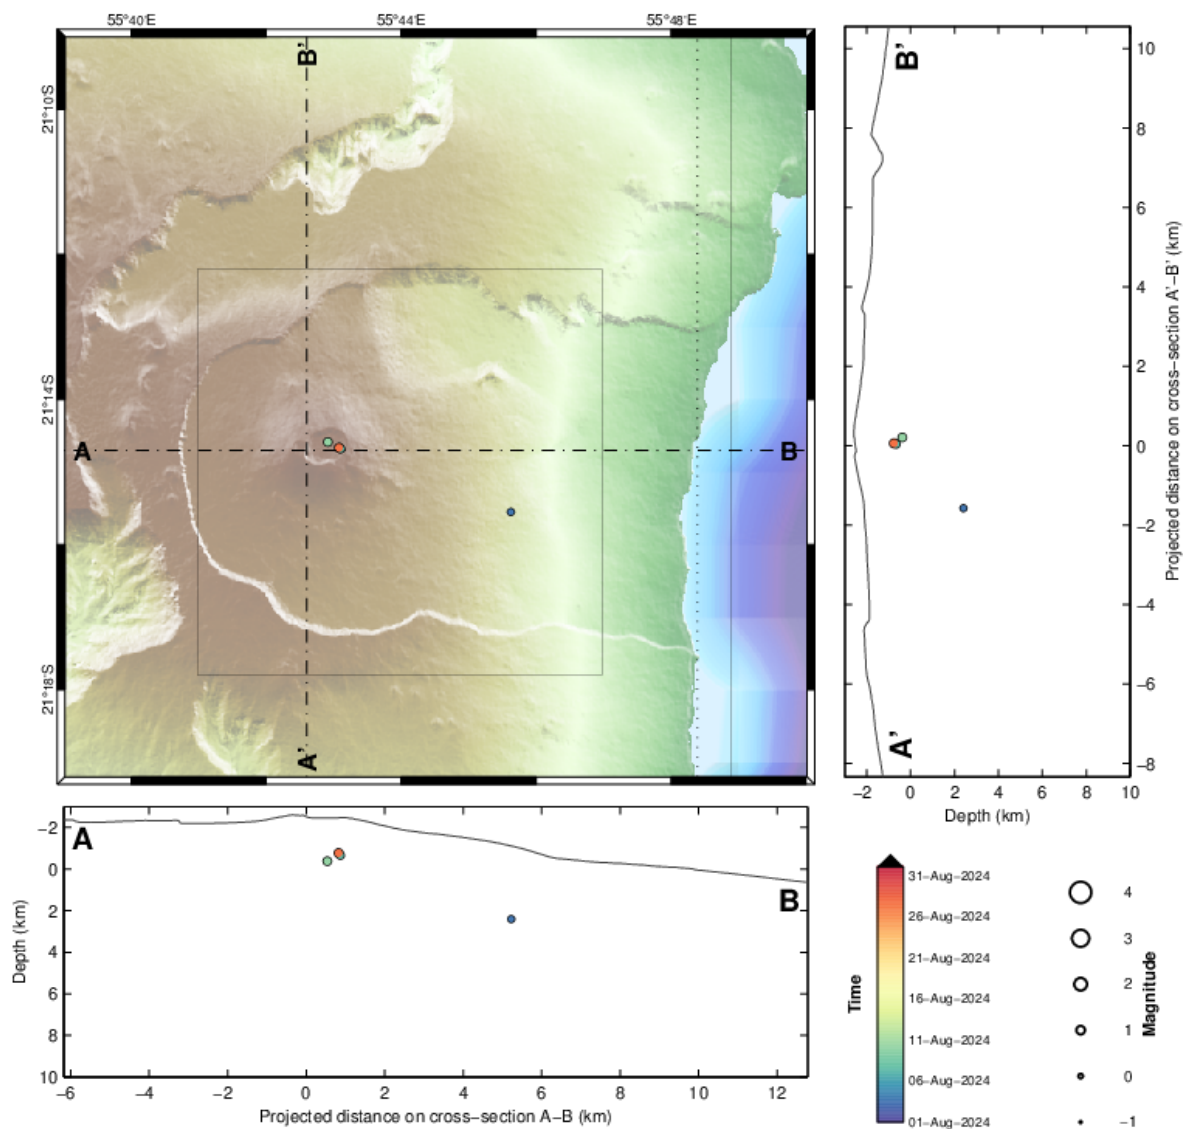 55°40'E 55°44'E 55°48'E
21°10'S
21°14'S
21°18'S
B'
A
B
A'
B'
A'
10
8
6
4
2
0
−2
−4
−6
−8
Projected distance on cross−section A'−B' (km)
−2 0 2 4 6 8 10
Depth (km)
A
B
−2
0
2
4
6
8
10
Depth (km)
−6 −4 −2 0 2 4 6 8 10 12
Projected distance on cross−section A−B (km)
Time
31−Aug−2024
26−Aug−2024
21−Aug−2024
16−Aug−2024
11−Aug−2024
06−Aug−2024
01−Aug−2024
4
3
2
1
0
−1
Magnitude